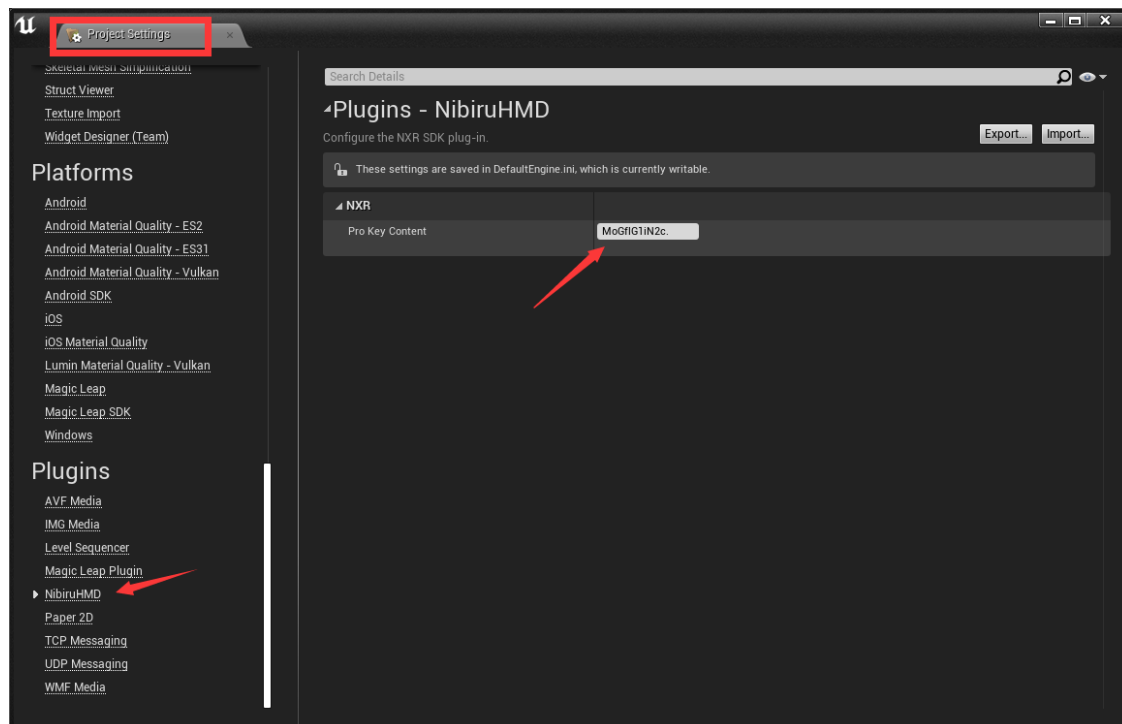 Project Settings
Skeletal Mesh Simplification
Struct Viewer
Texture Import
Widget Designer (Team)
Platforms
Android
Android Material Quality - ES2
Android Material Quality - ES31
Android Material Quality - Vulkan
Android SDK
iOS
iOS Material Quality
Lumin Material Quality - Vulkan
Magic Leap
Magic Leap SDK
Windows
Plugins
AVF Media
IMG Media
Level Sequencer
Magic Leap Plugin
NibiruHMD
Paper 2D
TCP Messaging
UDP Messaging
WMF Media
Search Details
Plugins - NibiruHMD
Configure the NXR SDK plug-in.
Export...
Import...
These settings are saved in DefaultEngine.ini, which is currently writable.
NXR
Pro Key Content
MoGfIG1iN2c.